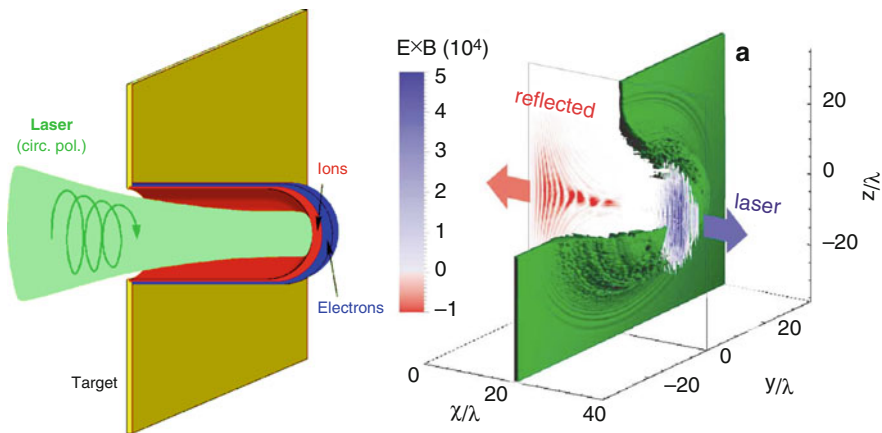 Laser
(circ. pol.)
Ions
Electrons
Target
E×B (10⁴)
5
4
3
2
1
0
−1
a
reflected
laser
20
0
−20
z/λ
0
20
40
χ/λ
−20
0
20
y/λ